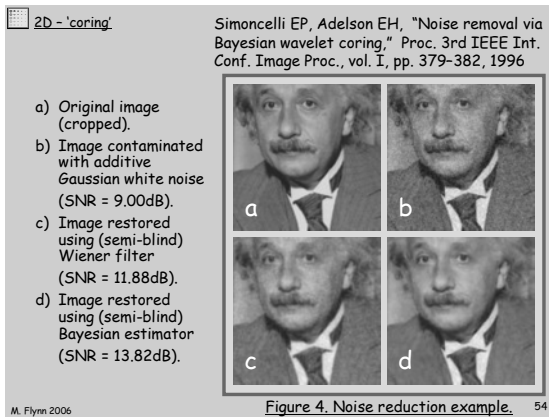 2D – 'coring'
Simoncelli EP, Adelson EH, "Noise removal via
Bayesian wavelet coring," Proc. 3rd IEEE Int.
Conf. Image Proc., vol. I, pp. 379-382, 1996
a) Original image
(cropped).
b) Image contaminated
with additive
Gaussian white noise
(SNR = 9.00dB).
c) Image restored
using (semi-blind)
Wiener filter
(SNR = 11.88dB).
d) Image restored
using (semi-blind)
Bayesian estimator
(SNR = 13.82dB).
a
b
c
d
Figure 4. Noise reduction example.
M. Flynn 2006
54